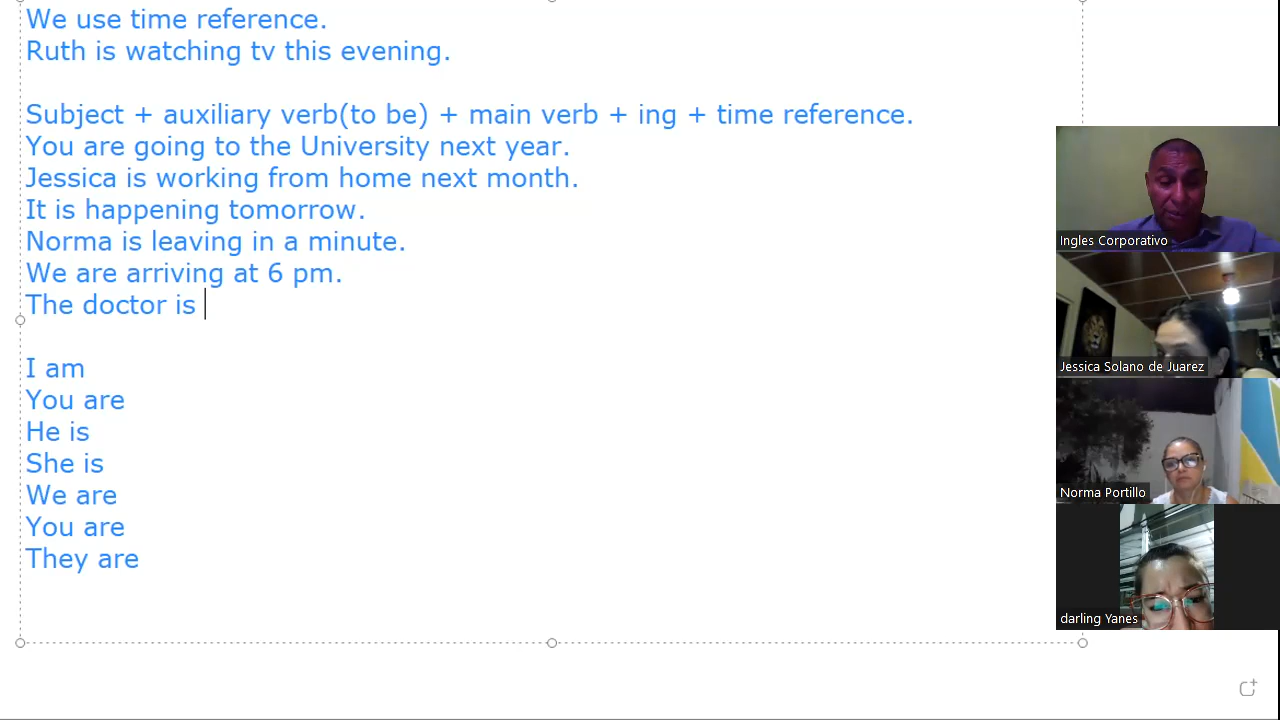 We use time reference.
Ruth is watching tv this evening.
Subject + auxiliary verb(to be) + main verb + ing + time reference.
You are going to the University next year.
Jessica is working from home next month.
It is happening tomorrow.
Norma is leaving in a minute.
We are arriving at 6 pm.
The doctor is
I am
You are
He is
She is
We are
You are
They are
Ingles Corporativo
Jessica Solano de Juarez
Norma Portillo
darling Yanes